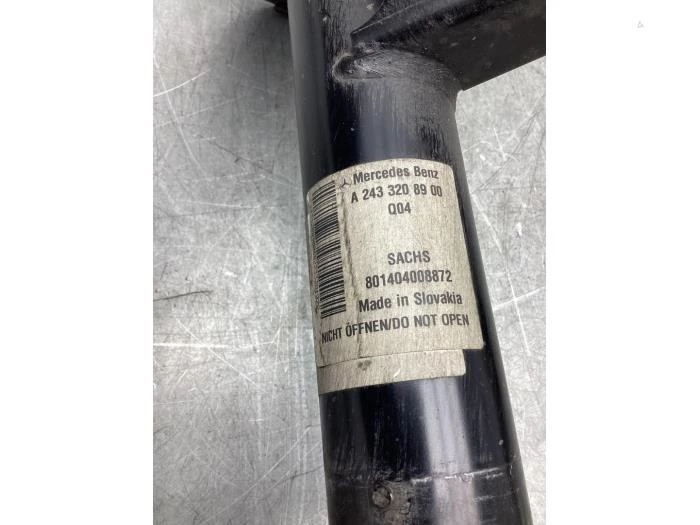 Mercedes Benz
A 243 320 89 00
Q04
SACHS
801404008872
Made in Slovakia
NICHT ÖFFNEN/DO NOT OPEN